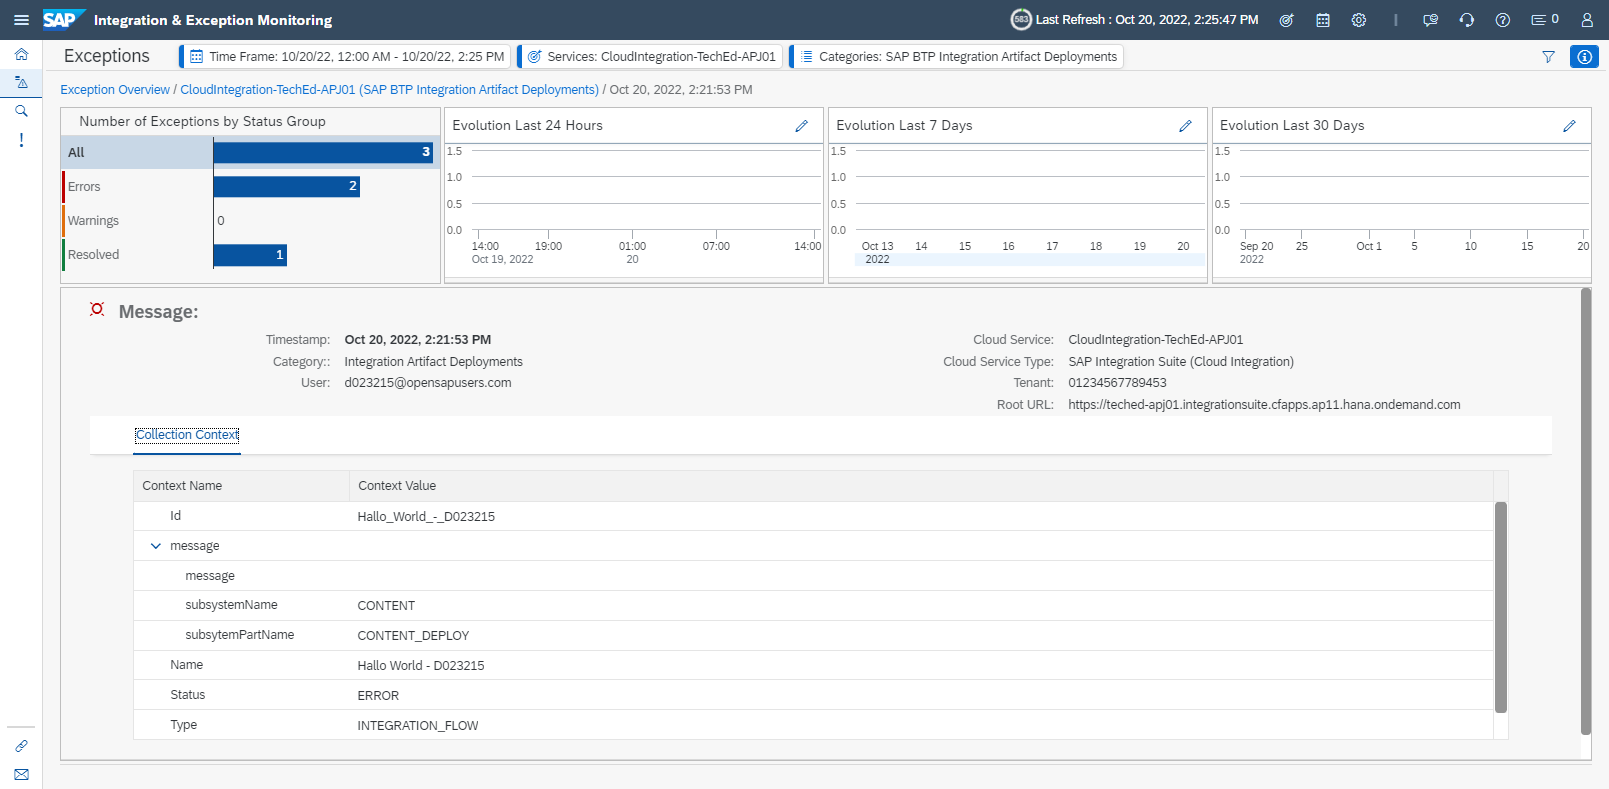 SAP Integration & Exception Monitoring
583 Last Refresh : Oct 20, 2022, 2:25:47 PM
0
Exceptions
Time Frame: 10/20/22, 12:00 AM - 10/20/22, 2:25 PM
Services: CloudIntegration-TechEd-APJ01
Categories: SAP BTP Integration Artifact Deployments
Exception Overview / CloudIntegration-TechEd-APJ01 (SAP BTP Integration Artifact Deployments) / Oct 20, 2022, 2:21:53 PM
Number of Exceptions by Status Group
All 3
Errors 2
Warnings 0
Resolved 1
Evolution Last 24 Hours
1.5
1.0
0.5
0.0
14:00 19:00 01:00 07:00 14:00
Oct 19, 2022 20
Evolution Last 7 Days
1.5
1.0
0.5
0.0
Oct 13 14 15 16 17 18 19 20
2022
Evolution Last 30 Days
1.5
1.0
0.5
0.0
Sep 20 25 Oct 1 5 10 15 20
2022
Message:
Timestamp: Oct 20, 2022, 2:21:53 PM
Category:: Integration Artifact Deployments
User: d023215@opensapusers.com
Cloud Service: CloudIntegration-TechEd-APJ01
Cloud Service Type: SAP Integration Suite (Cloud Integration)
Tenant: 01234567789453
Root URL: https://teched-apj01.integrationsuite.cfapps.ap11.hana.ondemand.com
Collection Context
Context Name Context Value
Id Hallo_World_-_D023215
message
message
subsystemName CONTENT
subsytemPartName CONTENT_DEPLOY
Name Hallo World - D023215
Status ERROR
Type INTEGRATION_FLOW